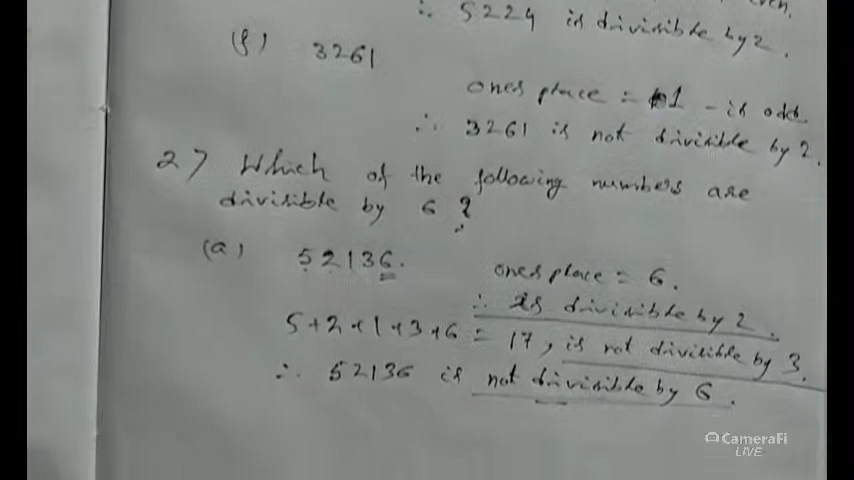 even.
∴ 5224 is divisible by 2.
(f) 3261
ones place = 1 - is odd.
∴ 3261 is not divisible by 2.
2) Which of the following numbers are
divisible by 6 ?
(a) 52136. ones place = 6.
∴ is divisible by 2.
5+2+1+3+6 = 17, is not divisible by 3.
∴ 52136 is not divisible by 6.
CameraFi
LIVE